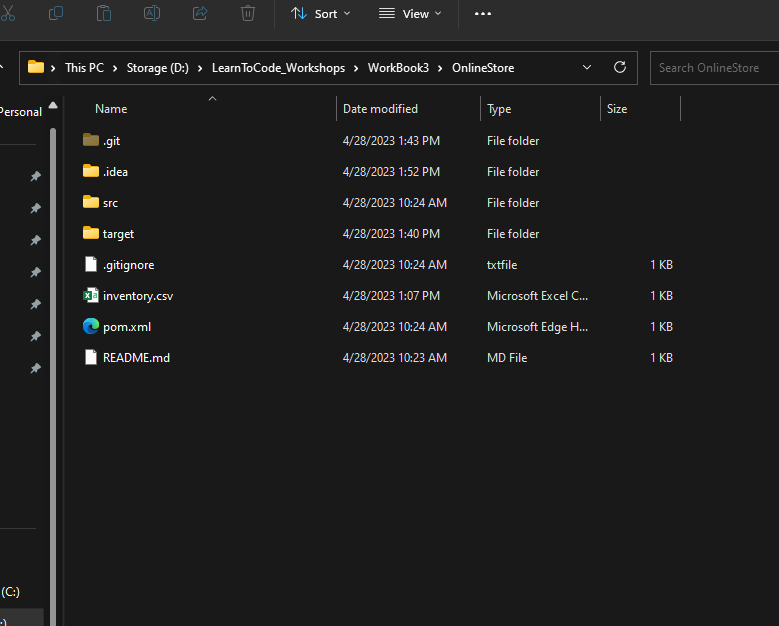 Sort View
This PC Storage (D:) LearnToCode_Workshops WorkBook3 OnlineStore Search OnlineStore
Personal
Name Date modified Type Size
.git 4/28/2023 1:43 PM File folder
.idea 4/28/2023 1:52 PM File folder
src 4/28/2023 10:24 AM File folder
target 4/28/2023 1:40 PM File folder
.gitignore 4/28/2023 10:24 AM txtfile 1 KB
inventory.csv 4/28/2023 1:07 PM Microsoft Excel C... 1 KB
pom.xml 4/28/2023 10:24 AM Microsoft Edge H... 1 KB
README.md 4/28/2023 10:23 AM MD File 1 KB
(C:)
:)